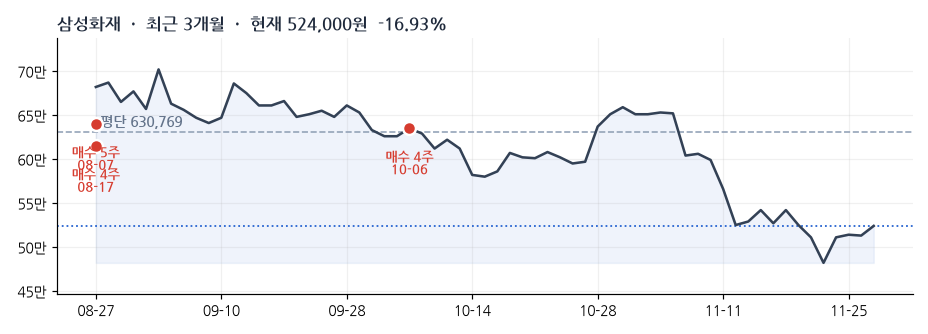 삼성화재 · 최근 3개월 · 현재 524,000원 -16.93%
70만
65만
60만
55만
50만
45만
평단 630,769
매수 5주
08-07
매수 4주
08-17
매수 4주
10-06
08-27
09-10
09-28
10-14
10-28
11-11
11-25